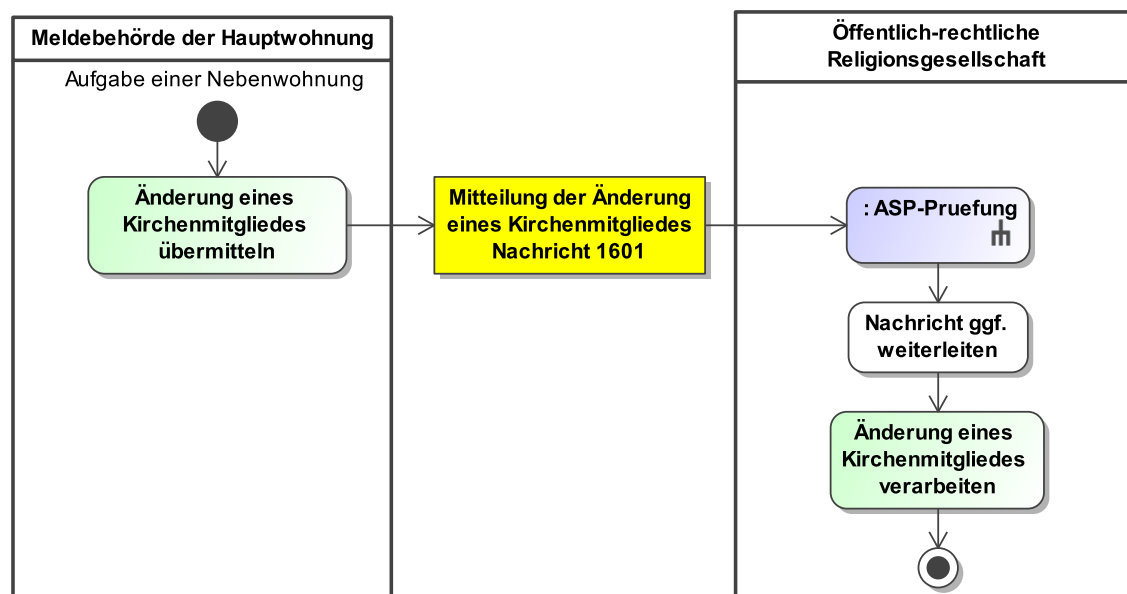 Meldebehörde der Hauptwohnung
Aufgabe einer Nebenwohnung
Änderung eines
Kirchenmitgliedes
übermitteln
Mitteilung der Änderung
eines Kirchenmitgliedes
Nachricht 1601
Öffentlich-rechtliche
Religionsgesellschaft
: ASP-Pruefung
Nachricht ggf.
weiterleiten
Änderung eines
Kirchenmitgliedes
verarbeiten